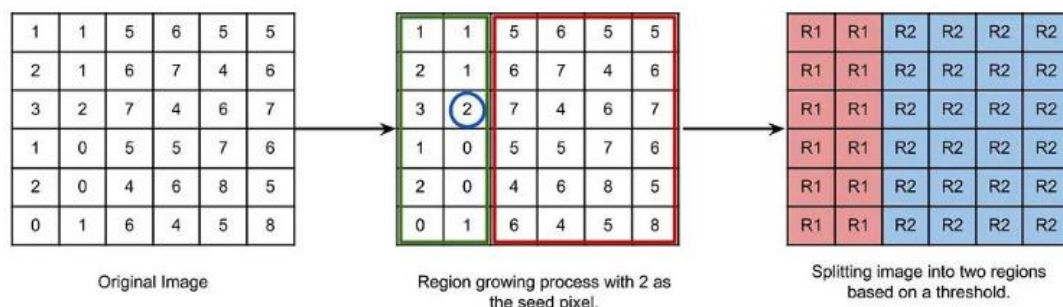 1 1 5 6 5 5
2 1 6 7 4 6
3 2 7 4 6 7
1 0 5 5 7 6
2 0 4 6 8 5
0 1 6 4 5 8
Original Image
1 1 5 6 5 5
2 1 6 7 4 6
3 2 7 4 6 7
1 0 5 5 7 6
2 0 4 6 8 5
0 1 6 4 5 8
Region growing process with 2 as
the seed pixel.
R1 R1 R2 R2 R2 R2
R1 R1 R2 R2 R2 R2
R1 R1 R2 R2 R2 R2
R1 R1 R2 R2 R2 R2
R1 R1 R2 R2 R2 R2
R1 R1 R2 R2 R2 R2
Splitting image into two regions
based on a threshold.